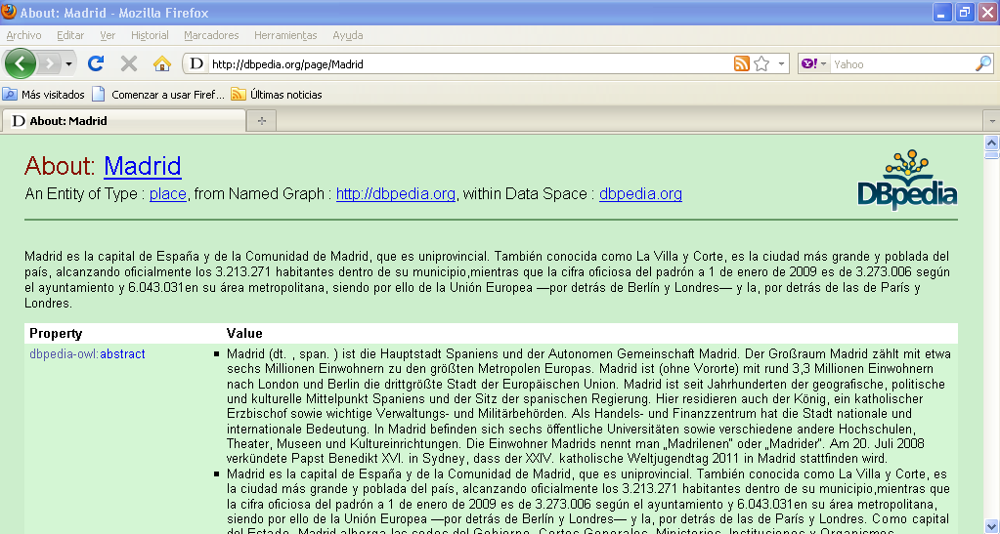 About: Madrid - Mozilla Firefox
Archivo Editar Ver Historial Marcadores Herramientas Ayuda
D http://dbpedia.org/page/Madrid Y! Yahoo
Más visitados Comenzar a usar Firef... Últimas noticias
D About: Madrid
About: Madrid
An Entity of Type : place, from Named Graph : http://dbpedia.org, within Data Space : dbpedia.org
DBpedia
Madrid es la capital de España y de la Comunidad de Madrid, que es uniprovincial. También conocida como La Villa y Corte, es la ciudad más grande y poblada del
país, alcanzando oficialmente los 3.213.271 habitantes dentro de su municipio,mientras que la cifra oficiosa del padrón a 1 de enero de 2009 es de 3.273.006 según
el ayuntamiento y 6.043.031en su área metropolitana, siendo por ello de la Unión Europea —por detrás de Berlín y Londres— y la, por detrás de las de París y
Londres.
Property Value
dbpedia-owl:abstract
Madrid (dt. , span. ) ist die Hauptstadt Spaniens und der Autonomen Gemeinschaft Madrid. Der Großraum Madrid zählt mit etwa
sechs Millionen Einwohnern zu den größten Metropolen Europas. Madrid ist (ohne Vororte) mit rund 3,3 Millionen Einwohnern
nach London und Berlin die drittgrößte Stadt der Europäischen Union. Madrid ist seit Jahrhunderten der geografische, politische
und kulturelle Mittelpunkt Spaniens und der Sitz der spanischen Regierung. Hier residieren auch der König, ein katholischer
Erzbischof sowie wichtige Verwaltungs- und Militärbehörden. Als Handels- und Finanzzentrum hat die Stadt nationale und
internationale Bedeutung. In Madrid befinden sich sechs öffentliche Universitäten sowie verschiedene andere Hochschulen,
Theater, Museen und Kultureinrichtungen. Die Einwohner Madrids nennt man „Madrilenen" oder „Madrider". Am 20. Juli 2008
verkündete Papst Benedikt XVI. in Sydney, dass der XXIV. katholische Weltjugendtag 2011 in Madrid stattfinden wird.
Madrid es la capital de España y de la Comunidad de Madrid, que es uniprovincial. También conocida como La Villa y Corte, es
la ciudad más grande y poblada del país, alcanzando oficialmente los 3.213.271 habitantes dentro de su municipio,mientras que
la cifra oficiosa del padrón a 1 de enero de 2009 es de 3.273.006 según el ayuntamiento y 6.043.031en su área metropolitana,
siendo por ello de la Unión Europea —por detrás de Berlín y Londres— y la, por detrás de las de París y Londres. Como capital
del Estado, Madrid alberga las sedes del Gobierno, Cortes Generales, Ministerios, Instituciones y Organismos